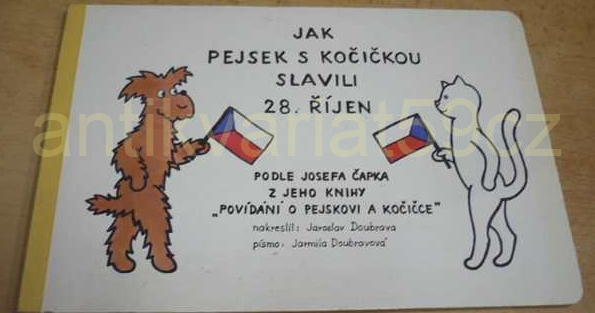 JAK
PEJSEK S KOČIČKOU
SLAVILI
28. ŘÍJEN
antikvariat59cz
PODLE JOSEFA ČAPKA
Z JEHO KNIHY
„POVÍDÁNÍ O PEJSKOVI A KOČIČCE"
nakreslil: Jaroslav Doubrava
písmo: Jarmila Doubravová